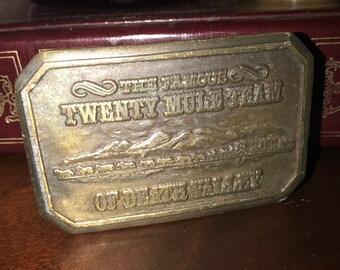 THE FAMOUS
TWENTY MULE TEAM
OF DEATH VALLEY